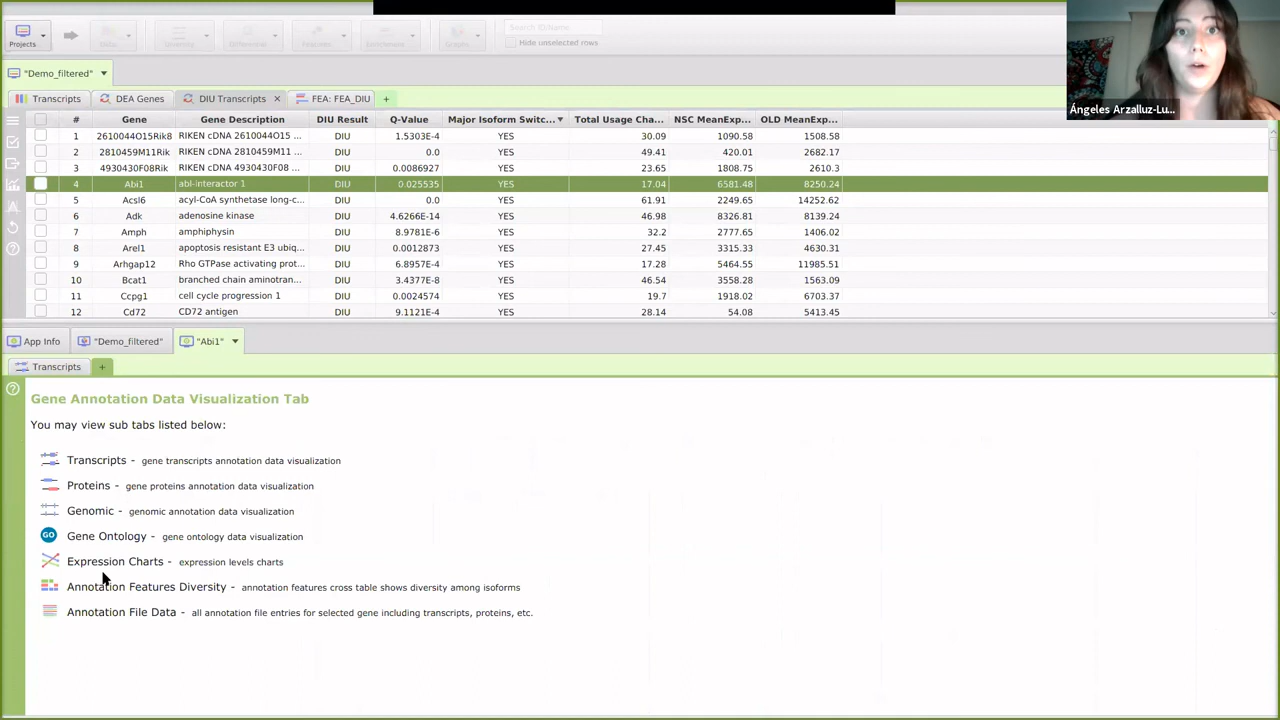 Projects
Search ID/Name
Hide unselected rows
Ángeles Arzalluz-Lu...
"Demo_filtered"
Transcripts DEA Genes DIU Transcripts FEA: FEA_DIU +
# Gene Gene Description DIU Result Q-Value Major Isoform Switc... Total Usage Cha... NSC MeanExp... OLD MeanExp...
1 2610044O15Rik8 RIKEN cDNA 2610044O15 ... DIU 1.5303E-4 YES 30.09 1090.58 1508.58
2 2810459M11Rik RIKEN cDNA 2810459M11 ... DIU 0.0 YES 49.41 420.01 2682.17
3 4930430F08Rik RIKEN cDNA 4930430F08 ... DIU 0.0086927 YES 23.65 1808.75 2610.3
4 Abi1 abl-interactor 1 DIU 0.025535 YES 17.04 6581.48 8250.24
5 Acsl6 acyl-CoA synthetase long-c... DIU 0.0 YES 61.91 2249.65 14252.62
6 Adk adenosine kinase DIU 4.6266E-14 YES 46.98 8326.81 8139.24
7 Amph amphiphysin DIU 8.9781E-6 YES 32.2 2777.65 1406.02
8 Arel1 apoptosis resistant E3 ubiq... DIU 0.0012873 YES 27.45 3315.33 4630.31
9 Arhgap12 Rho GTPase activating prot... DIU 6.8957E-4 YES 17.28 5464.55 11985.51
10 Bcat1 branched chain aminotran... DIU 3.4377E-8 YES 46.54 3558.28 1563.09
11 Ccpg1 cell cycle progression 1 DIU 0.0024574 YES 19.7 1918.02 6703.37
12 Cd72 CD72 antigen DIU 9.1121E-4 YES 28.14 54.08 5413.45
App Info "Demo_filtered" "Abi1"
Transcripts +
Gene Annotation Data Visualization Tab
You may view sub tabs listed below:
Transcripts - gene transcripts annotation data visualization
Proteins - gene proteins annotation data visualization
Genomic - genomic annotation data visualization
GO Gene Ontology - gene ontology data visualization
Expression Charts - expression levels charts
Annotation Features Diversity - annotation features cross table shows diversity among isoforms
Annotation File Data - all annotation file entries for selected gene including transcripts, proteins, etc.